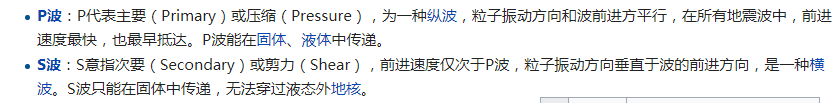 • P波：P代表主要（Primary）或压缩（Pressure），为一种纵波，粒子振动方向和波前进方平行，在所有地震波中，前进
速度最快，也最早抵达。P波能在固体、液体中传递。
• S波：S意指次要（Secondary）或剪力（Shear），前进速度仅次于P波，粒子振动方向垂直于波的前进方向，是一种横
波。S波只能在固体中传递，无法穿过液态外地核。